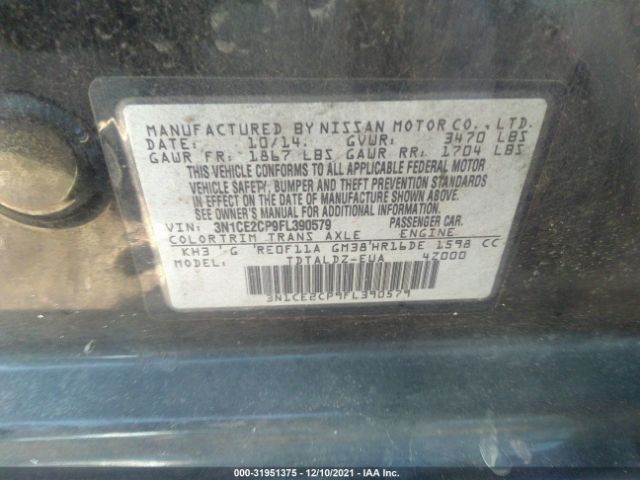 MANUFACTURED BY NISSAN MOTOR CO., LTD.
DATE: 10/14. GVWR: 3470 LBS
GAWR FR: 1867 LBS GAWR RR: 1704 LBS
THIS VEHICLE CONFORMS TO ALL APPLICABLE FEDERAL MOTOR
VEHICLE SAFETY, BUMPER AND THEFT PREVENTION STANDARDS
IN EFFECT ON THE DATE OF MANUFACTURE SHOWN ABOVE.
SEE OWNER'S MANUAL FOR ADDITIONAL INFORMATION.
VIN: 3N1CE2CP9FL390579 PASSENGER CAR.
COLOR TRIM TRANS AXLE ENGINE
KH3 G RE0F11A GM38 HR16DE 1598 CC
MODEL: TDTALDZ-EUA 4Z000
3N1CE2CP9FL390579
000-31951375 - 12/10/2021 - IAA Inc.